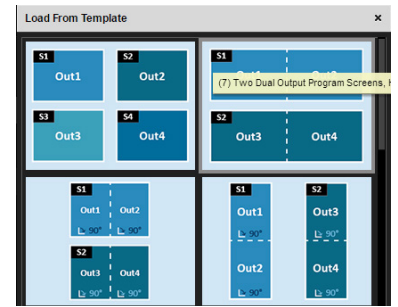 Load From Template ×
S1 S2
Out1 Out2
S3 S4
Out3 Out4
S1
(7) Two Dual Output Program Screens, H
S2
Out3 Out4
S1
Out1 Out2
90° 90°
S2
Out3 Out4
90° 90°
S1 S2
Out1 Out3
90° 90°
Out2 Out4
90° 90°